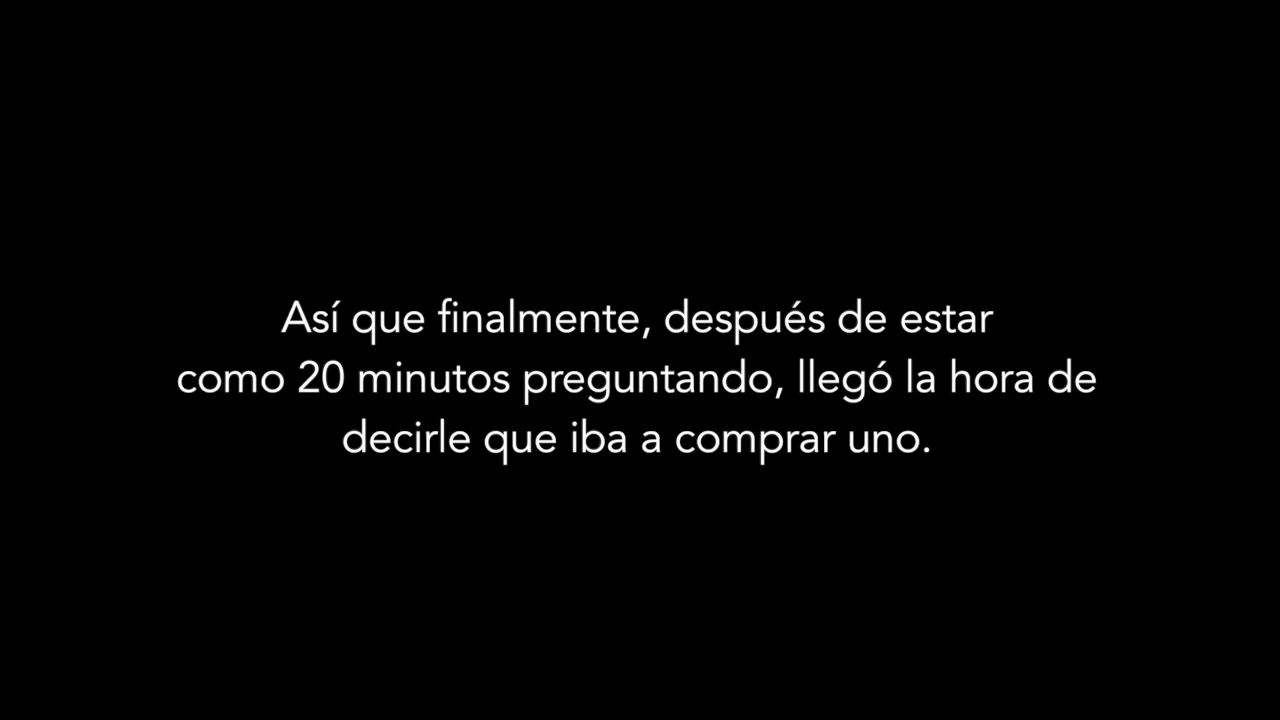 Así que finalmente, después de estar
como 20 minutos preguntando, llegó la hora de
decirle que iba a comprar uno.